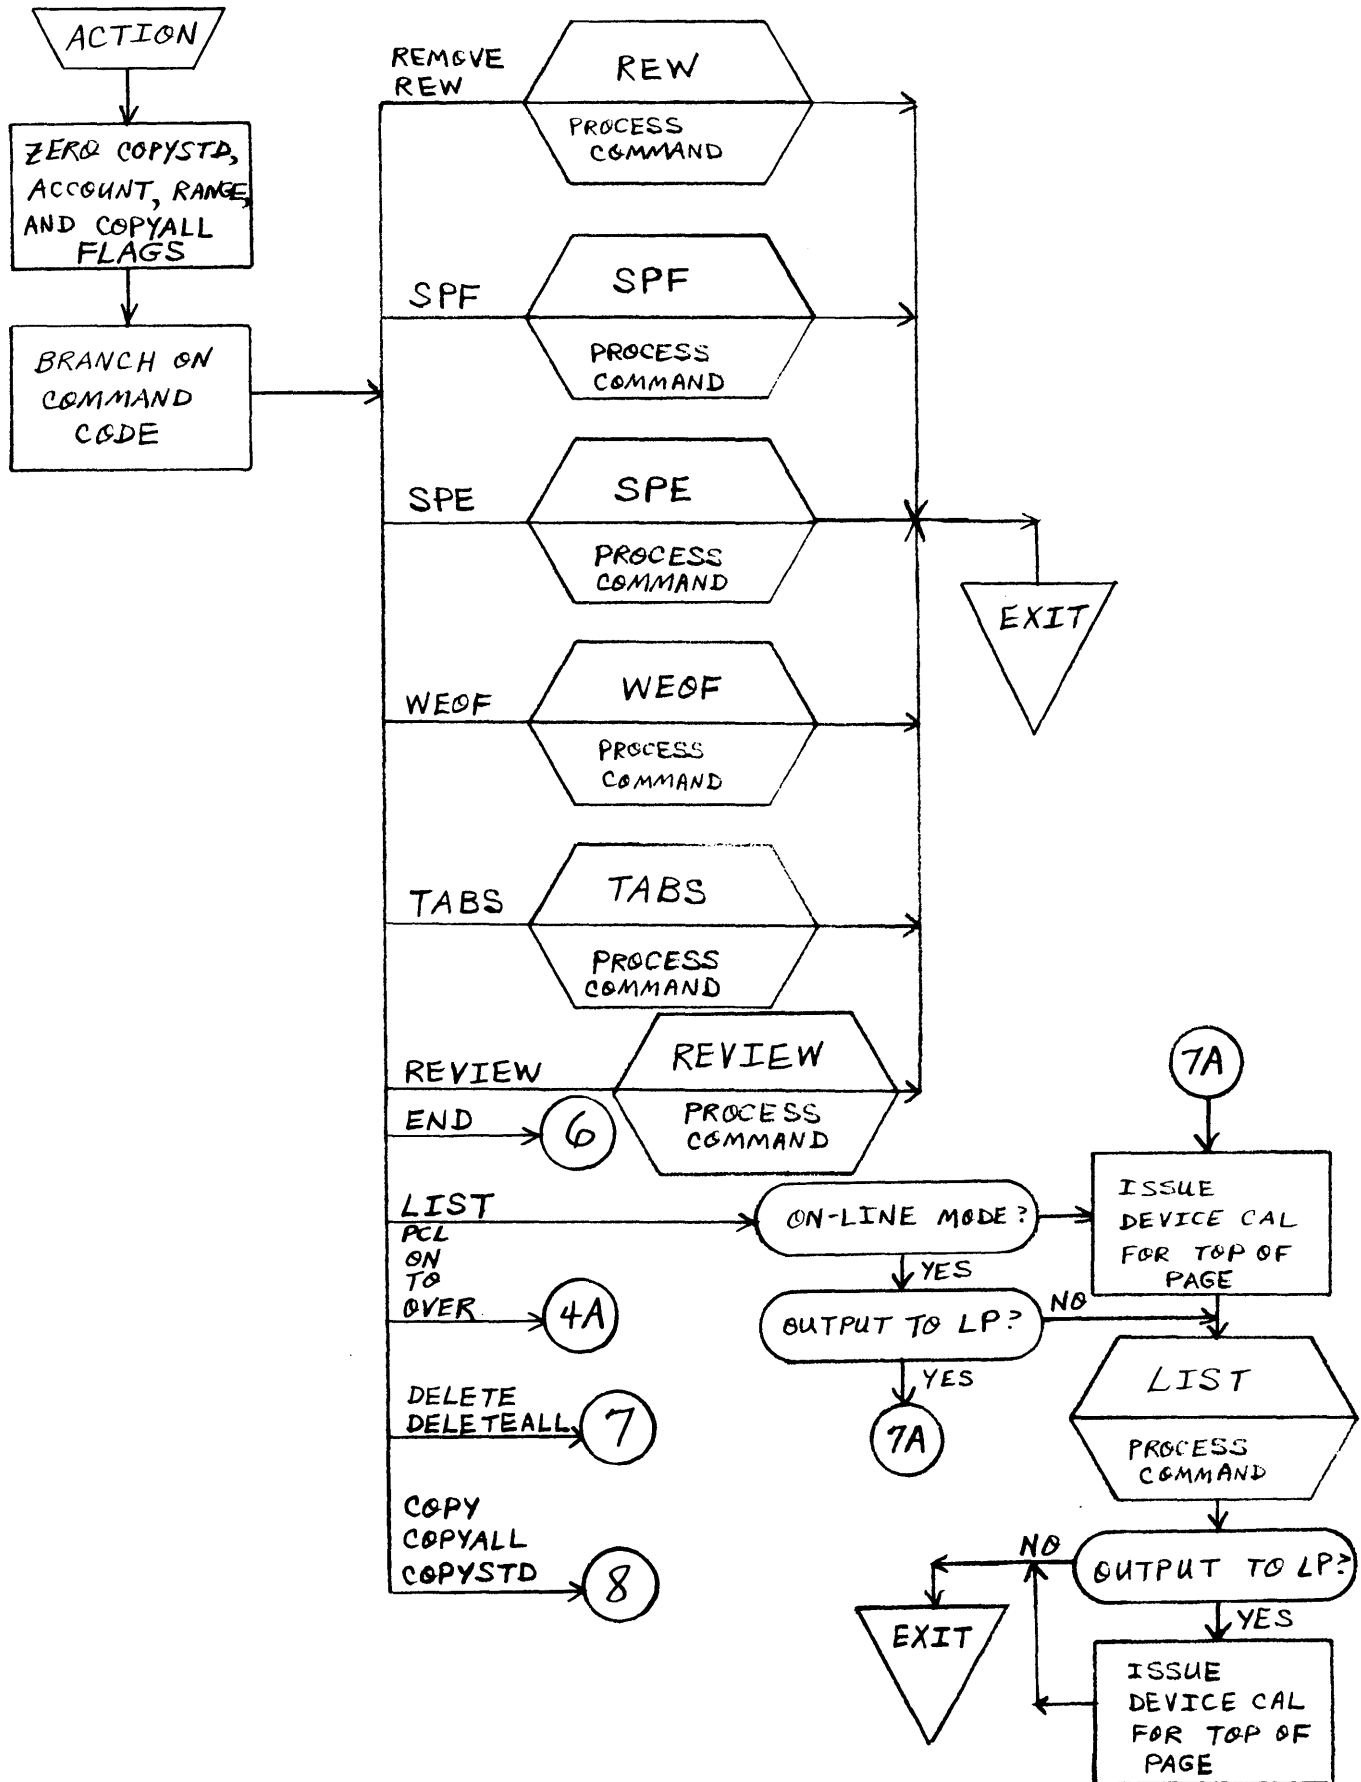 ACTION
ZERO COPYSTD,
ACCOUNT, RANGE,
AND COPYALL
FLAGS
BRANCH ON
COMMAND
CODE
REMOVE
REW
REW
PROCESS
COMMAND
SPF
SPF
PROCESS
COMMAND
SPE
SPE
PROCESS
COMMAND
EXIT
WEOF
WEOF
PROCESS
COMMAND
TABS
TABS
PROCESS
COMMAND
REVIEW
REVIEW
PROCESS
COMMAND
END
6
LIST
ON-LINE MODE?
YES
OUTPUT TO LP?
NO
YES
7A
7A
ISSUE
DEVICE CAL
FOR TOP OF
PAGE
LIST
PROCESS
COMMAND
OUTPUT TO LP?
NO
YES
EXIT
ISSUE
DEVICE CAL
FOR TOP OF
PAGE
PCL
ON
TO
OVER
4A
DELETE
DELETEALL
7
COPY
COPYALL
COPYSTD
8